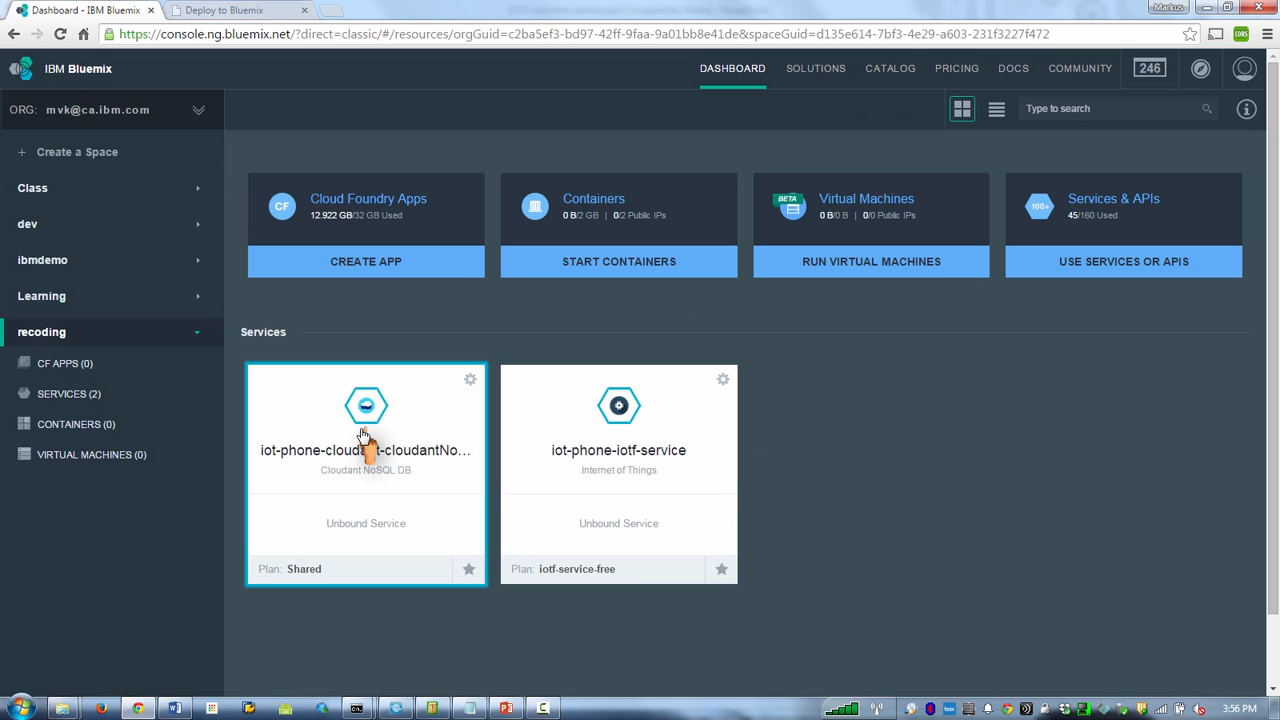 Dashboard - IBM Bluemix
Deploy to Bluemix
Markus
https://console.ng.bluemix.net/?direct=classic/#/resources/orgGuid=c2ba5ef3-bd97-42ff-9faa-9a01bb8e41de&spaceGuid=d135e614-7bf3-4e29-a603-231f3227f472
CORS
IBM Bluemix
DASHBOARD
SOLUTIONS
CATALOG
PRICING
DOCS
COMMUNITY
246
ORG: mvk@ca.ibm.com
Type to search
+ Create a Space
Class
dev
ibmdemo
Learning
recoding
CF APPS (0)
SERVICES (2)
CONTAINERS (0)
VIRTUAL MACHINES (0)
CF
Cloud Foundry Apps
12.922 GB/32 GB Used
CREATE APP
Containers
0 B/2 GB | 0/2 Public IPs
START CONTAINERS
BETA
Virtual Machines
0 B/0 B | 0/0 Public IPs
RUN VIRTUAL MACHINES
100+
Services & APIs
45/160 Used
USE SERVICES OR APIS
Services
iot-phone-cloudant-cloudantNo...
Cloudant NoSQL DB
Unbound Service
Plan: Shared
iot-phone-iotf-service
Internet of Things
Unbound Service
Plan: iotf-service-free
3:56 PM